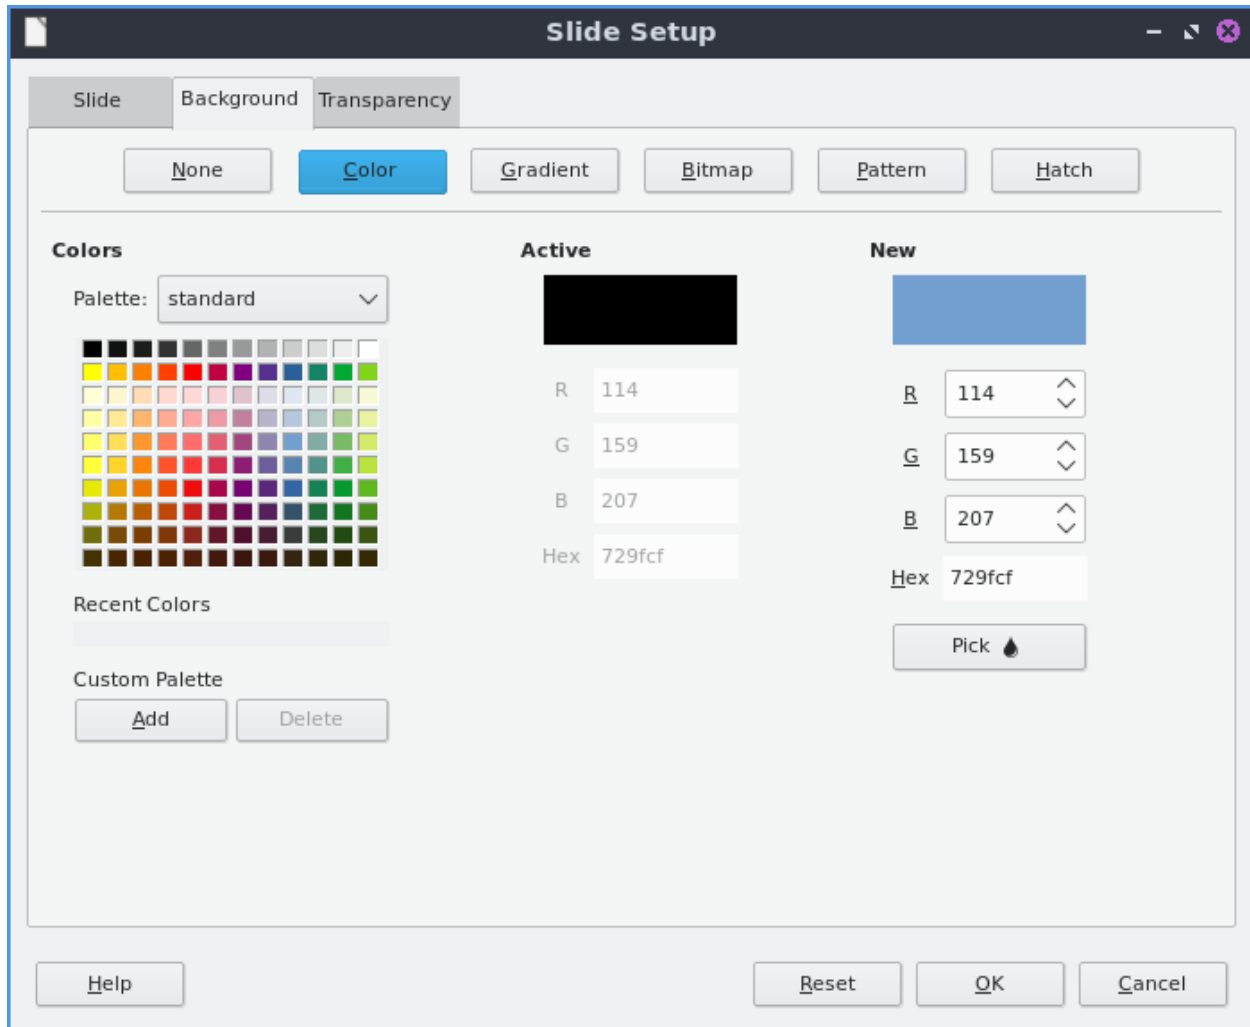 Slide Setup
Slide Background Transparency
None Color Gradient Bitmap Pattern Hatch
Colors Active New
Palette: standard
R 114 R 114
G 159 G 159
B 207 B 207
Hex 729fcf Hex 729fcf
Recent Colors
Pick
Custom Palette
Add Delete
Help Reset OK Cancel